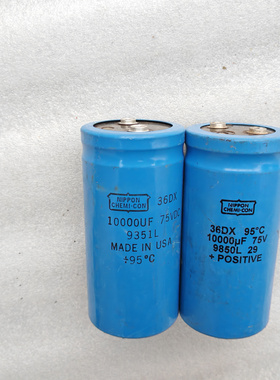 NIPPON
CHEMI-CON
36DX
10000UF 75VDC
9351L
MADE IN USA
+95°C
NIPPON
CHEMI-CON
36DX 95°C
10000µF 75V
9850L 29
+ POSITIVE